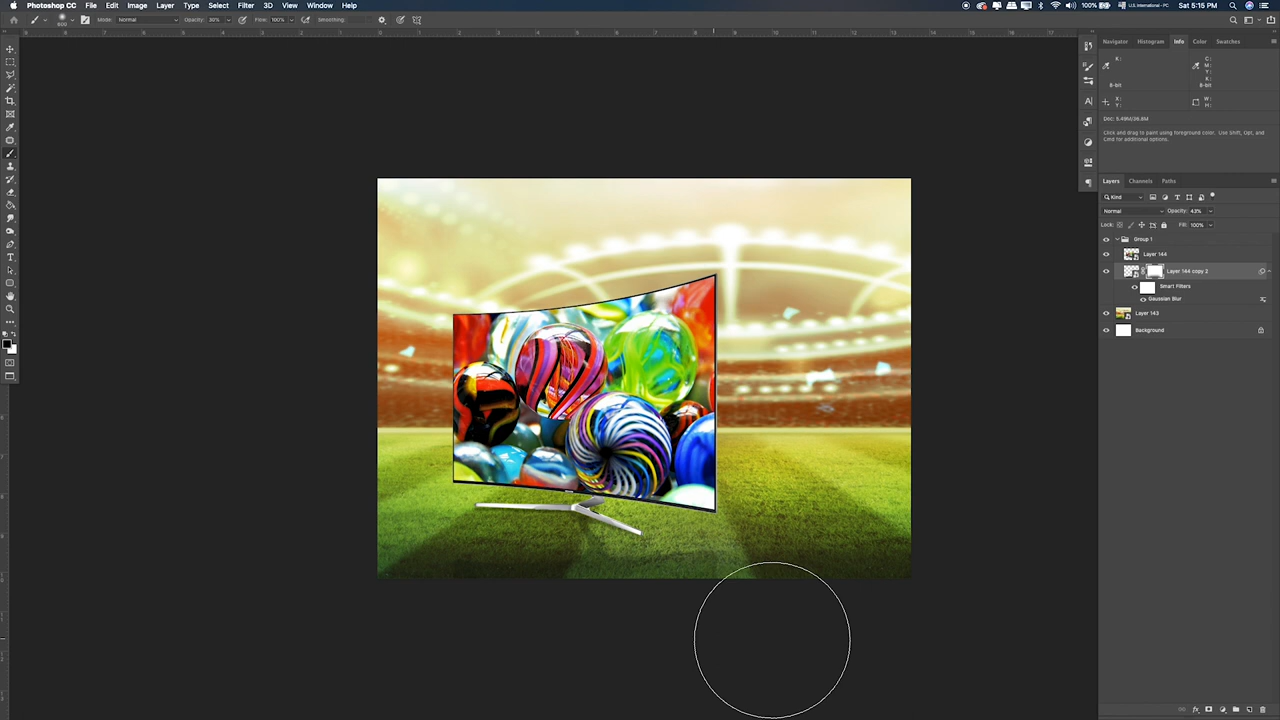 Photoshop CC File Edit Image Layer Type Select Filter 3D View Window Help 100% U.S. International - PC Sat 5:15 PM
600 Mode: Normal Opacity: 30% Flow: 100% Smoothing:
Navigator Histogram Info Color Swatches
K: C:
M:
Y:
K:
8-bit 8-bit
X: W:
Y: H:
Doc: 5.49M/36.8M
Click and drag to paint using foreground color. Use Shift, Opt, and
Cmd for additional options.
Layers Channels Paths
Kind
Normal Opacity: 43%
Lock: Fill: 100%
Group 1
Layer 144
Layer 144 copy 2
Smart Filters
Gaussian Blur
Layer 143
Background